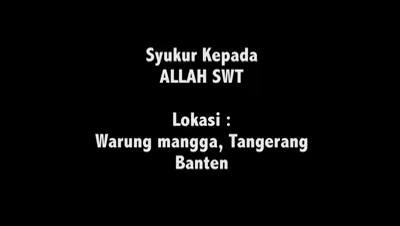 Syukur Kepada
ALLAH SWT
Lokasi :
Warung mangga, Tangerang
Banten